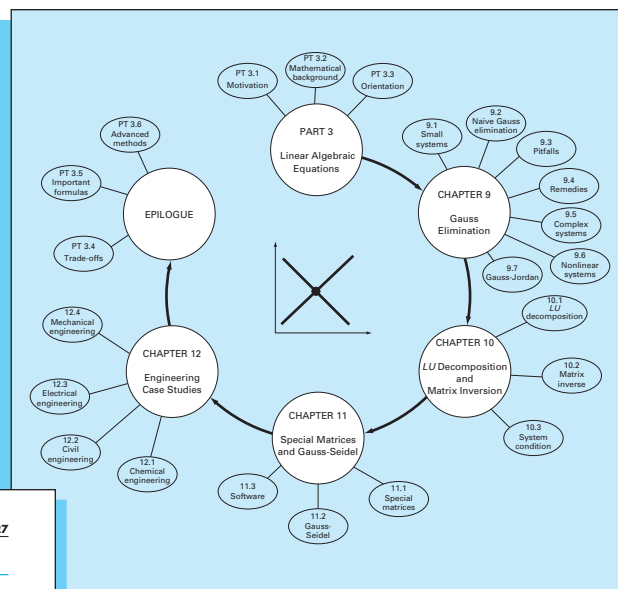 PT 3.1
Motivation
PT 3.2
Mathematical
background
PT 3.3
Orientation
PART 3
Linear Algebraic
Equations
9.1
Small
systems
9.2
Naive Gauss
elimination
9.3
Pitfalls
9.4
Remedies
9.5
Complex
systems
9.6
Nonlinear
systems
9.7
Gauss-Jordan
CHAPTER 9
Gauss
Elimination
10.1
LU
decomposition
10.2
Matrix
inverse
10.3
System
condition
CHAPTER 10
LU Decomposition
and
Matrix Inversion
CHAPTER 11
Special Matrices
and Gauss-Seidel
11.1
Special
matrices
11.2
Gauss-
Seidel
11.3
Software
CHAPTER 12
Engineering
Case Studies
12.1
Chemical
engineering
12.2
Civil
engineering
12.3
Electrical
engineering
12.4
Mechanical
engineering
EPILOGUE
PT 3.4
Trade-offs
PT 3.5
Important
formulas
PT 3.6
Advanced
methods